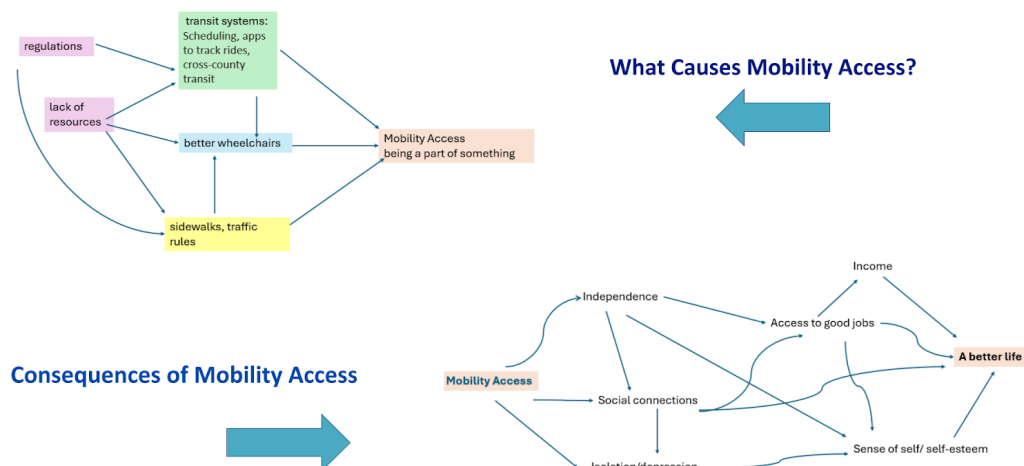 transit systems:
Scheduling, apps
to track rides,
cross-county
transit
regulations
lack of
resources
better wheelchairs
Mobility Access
being a part of something
sidewalks, traffic
rules
What Causes Mobility Access?
Consequences of Mobility Access
Income
Independence
Access to good jobs
A better life
Mobility Access
Social connections
Sense of self/ self-esteem
Isolation/depression